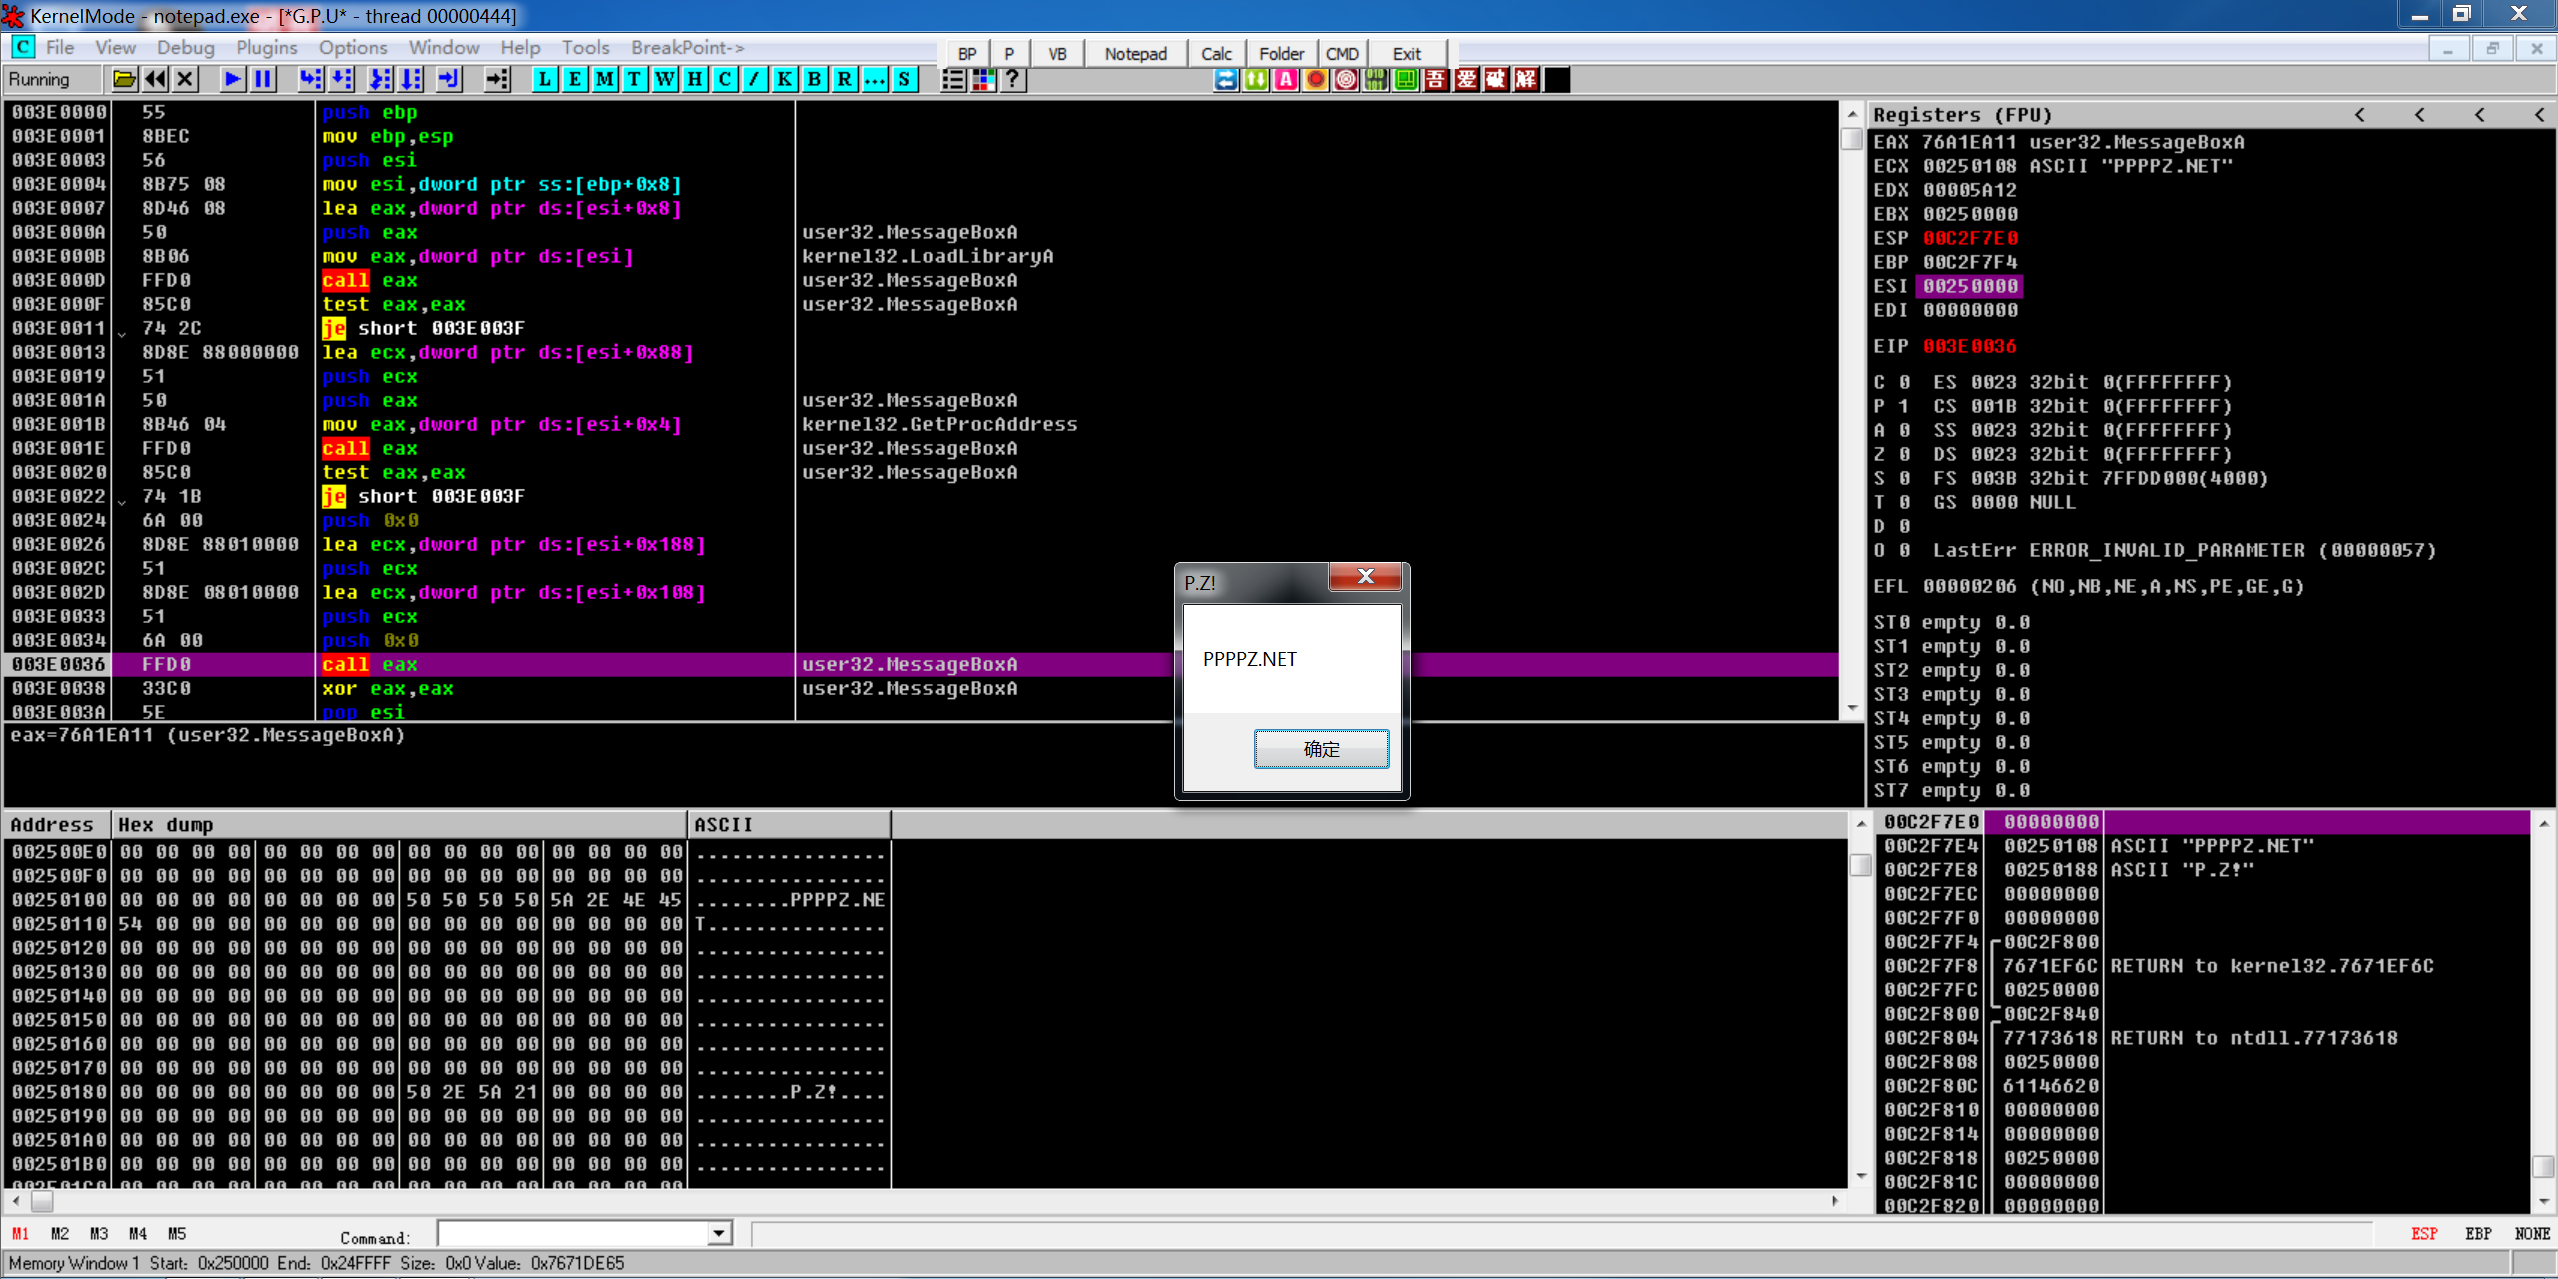 KernelMode - notepad.exe - [*G.P.U* - thread 00000444]
C File View Debug Plugins Options Window Help Tools BreakPoint->
BP P VB Notepad Calc Folder CMD Exit
Running L E M T W H C / K B R ... S ? A 010 101 吾 爱 破 解
003E0000 55 push ebp
003E0001 8BEC mov ebp,esp
003E0003 56 push esi
003E0004 8B75 08 mov esi,dword ptr ss:[ebp+0x8]
003E0007 8D46 08 lea eax,dword ptr ds:[esi+0x8]
003E000A 50 push eax user32.MessageBoxA
003E000B 8B06 mov eax,dword ptr ds:[esi] kernel32.LoadLibraryA
003E000D FFD0 call eax user32.MessageBoxA
003E000F 85C0 test eax,eax user32.MessageBoxA
003E0011 74 2C je short 003E003F
003E0013 8D8E 88000000 lea ecx,dword ptr ds:[esi+0x88]
003E0019 51 push ecx
003E001A 50 push eax user32.MessageBoxA
003E001B 8B46 04 mov eax,dword ptr ds:[esi+0x4] kernel32.GetProcAddress
003E001E FFD0 call eax user32.MessageBoxA
003E0020 85C0 test eax,eax user32.MessageBoxA
003E0022 74 1B je short 003E003F
003E0024 6A 00 push 0x0
003E0026 8D8E 88010000 lea ecx,dword ptr ds:[esi+0x188]
003E002C 51 push ecx
003E002D 8D8E 08010000 lea ecx,dword ptr ds:[esi+0x108]
003E0033 51 push ecx
003E0034 6A 00 push 0x0
003E0036 FFD0 call eax user32.MessageBoxA
003E0038 33C0 xor eax,eax user32.MessageBoxA
003E003A 5E pop esi
eax=76A1EA11 (user32.MessageBoxA)
Registers (FPU) < < < <
EAX 76A1EA11 user32.MessageBoxA
ECX 00250108 ASCII "PPPPZ.NET"
EDX 00005A12
EBX 00250000
ESP 00C2F7E0
EBP 00C2F7F4
ESI 00250000
EDI 00000000
EIP 003E0036
C 0 ES 0023 32bit 0(FFFFFFFF)
P 1 CS 001B 32bit 0(FFFFFFFF)
A 0 SS 0023 32bit 0(FFFFFFFF)
Z 0 DS 0023 32bit 0(FFFFFFFF)
S 0 FS 003B 32bit 7FFDD000(4000)
T 0 GS 0000 NULL
D 0
O 0 LastErr ERROR_INVALID_PARAMETER (00000057)
EFL 00000206 (NO,NB,NE,A,NS,PE,GE,G)
ST0 empty 0.0
ST1 empty 0.0
ST2 empty 0.0
ST3 empty 0.0
ST4 empty 0.0
ST5 empty 0.0
ST6 empty 0.0
ST7 empty 0.0
P.Z!
PPPPZ.NET
确定
Address Hex dump ASCII
002500E0 00 00 00 00 00 00 00 00 00 00 00 00 00 00 00 00 ................
002500F0 00 00 00 00 00 00 00 00 00 00 00 00 00 00 00 00 ................
00250100 00 00 00 00 00 00 00 00 50 50 50 50 5A 2E 4E 45 ........PPPPZ.NE
00250110 54 00 00 00 00 00 00 00 00 00 00 00 00 00 00 00 T...............
00250120 00 00 00 00 00 00 00 00 00 00 00 00 00 00 00 00 ................
00250130 00 00 00 00 00 00 00 00 00 00 00 00 00 00 00 00 ................
00250140 00 00 00 00 00 00 00 00 00 00 00 00 00 00 00 00 ................
00250150 00 00 00 00 00 00 00 00 00 00 00 00 00 00 00 00 ................
00250160 00 00 00 00 00 00 00 00 00 00 00 00 00 00 00 00 ................
00250170 00 00 00 00 00 00 00 00 00 00 00 00 00 00 00 00 ................
00250180 00 00 00 00 00 00 00 00 50 2E 5A 21 00 00 00 00 ........P.Z!....
00250190 00 00 00 00 00 00 00 00 00 00 00 00 00 00 00 00 ................
002501A0 00 00 00 00 00 00 00 00 00 00 00 00 00 00 00 00 ................
002501B0 00 00 00 00 00 00 00 00 00 00 00 00 00 00 00 00 ................
002501C0 00 00 00 00 00 00 00 00 00 00 00 00 00 00 00 00
00C2F7E0 00000000
00C2F7E4 00250108 ASCII "PPPPZ.NET"
00C2F7E8 00250188 ASCII "P.Z!"
00C2F7EC 00000000
00C2F7F0 00000000
00C2F7F4 00C2F800
00C2F7F8 7671EF6C RETURN to kernel32.7671EF6C
00C2F7FC 00250000
00C2F800 00C2F840
00C2F804 77173618 RETURN to ntdll.77173618
00C2F808 00250000
00C2F80C 61146620
00C2F810 00000000
00C2F814 00000000
00C2F818 00250000
00C2F81C 00000000
00C2F820 00000000
M1 M2 M3 M4 M5 Command: ESP EBP NONE
Memory Window 1 Start: 0x250000 End: 0x24FFFF Size: 0x0 Value: 0x7671DE65